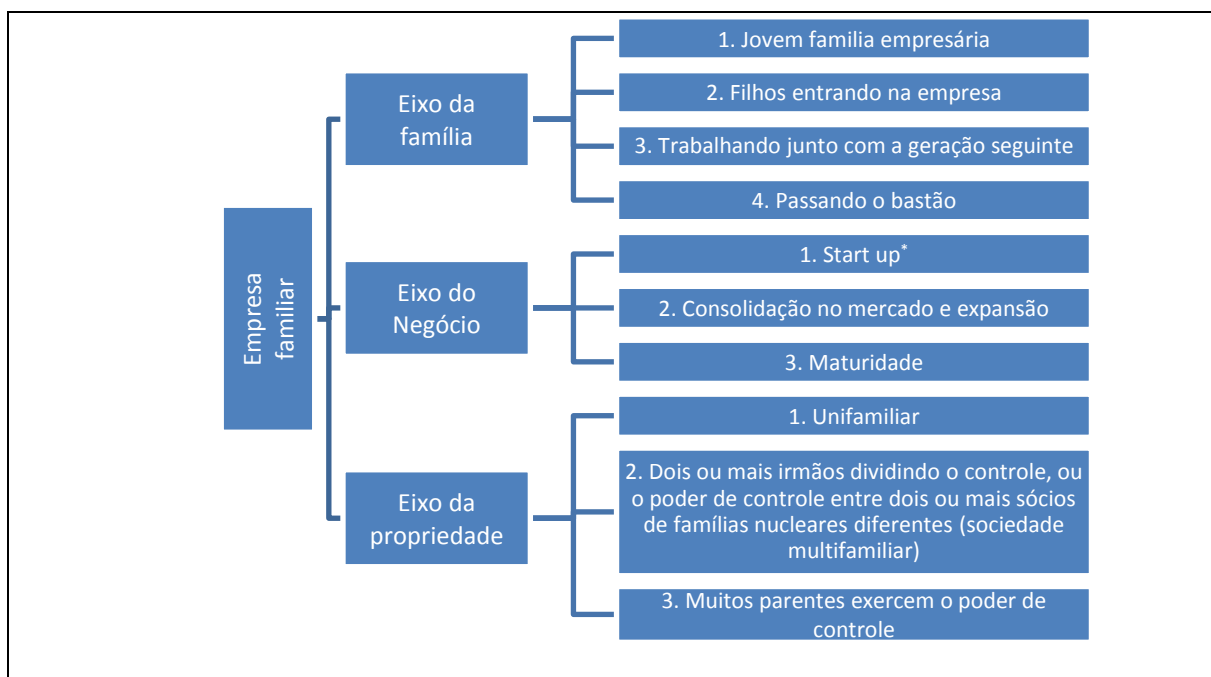 Empresa
familiar
Eixo da
família
1. Jovem familia empresária
2. Filhos entrando na empresa
3. Trabalhando junto com a geração seguinte
4. Passando o bastão
Eixo do
Negócio
1. Start up*
2. Consolidação no mercado e expansão
3. Maturidade
Eixo da
propriedade
1. Unifamiliar
2. Dois ou mais irmãos dividindo o controle, ou
o poder de controle entre dois ou mais sócios
de famílias nucleares diferentes (sociedade
multifamiliar)
3. Muitos parentes exercem o poder de
controle